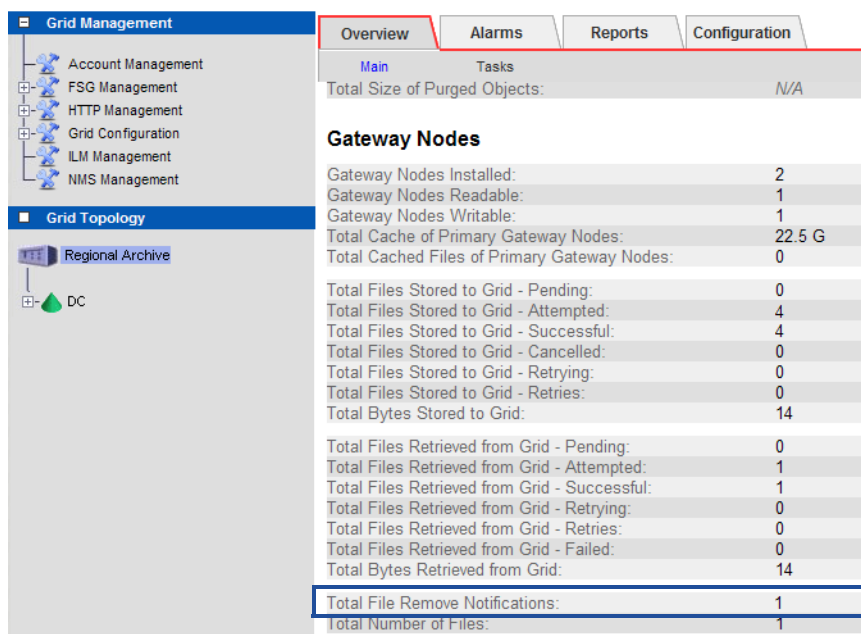 Grid Management
Account Management
FSG Management
HTTP Management
Grid Configuration
ILM Management
NMS Management
Grid Topology
Regional Archive
DC
Overview Alarms Reports Configuration
Main Tasks
Total Size of Purged Objects: N/A
Gateway Nodes
Gateway Nodes Installed: 2
Gateway Nodes Readable: 1
Gateway Nodes Writable: 1
Total Cache of Primary Gateway Nodes: 22.5 G
Total Cached Files of Primary Gateway Nodes: 0
Total Files Stored to Grid - Pending: 0
Total Files Stored to Grid - Attempted: 4
Total Files Stored to Grid - Successful: 4
Total Files Stored to Grid - Cancelled: 0
Total Files Stored to Grid - Retrying: 0
Total Files Stored to Grid - Retries: 0
Total Bytes Stored to Grid: 14
Total Files Retrieved from Grid - Pending: 0
Total Files Retrieved from Grid - Attempted: 1
Total Files Retrieved from Grid - Successful: 1
Total Files Retrieved from Grid - Retrying: 0
Total Files Retrieved from Grid - Retries: 0
Total Files Retrieved from Grid - Failed: 0
Total Bytes Retrieved from Grid: 14
Total File Remove Notifications: 1
Total Number of Files: 1